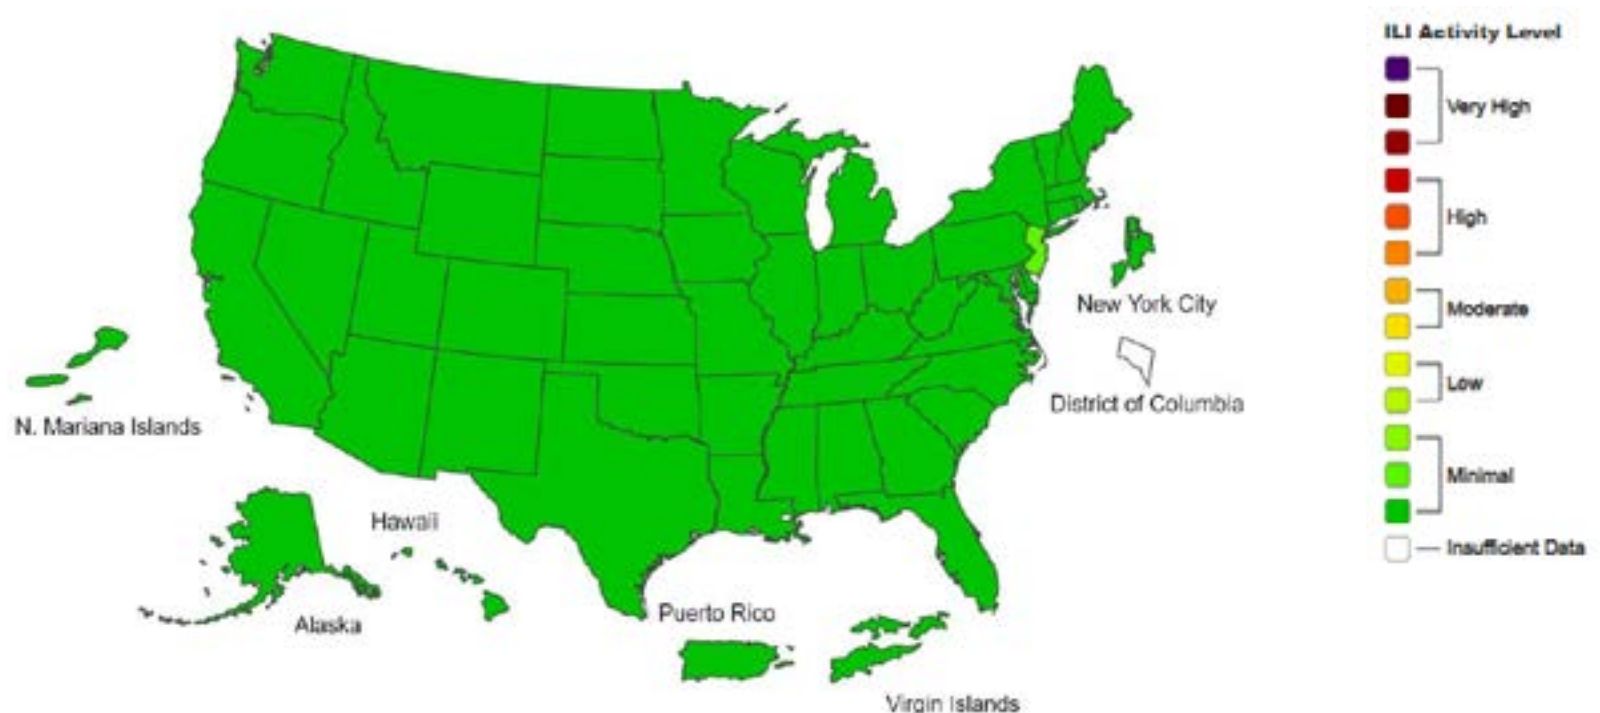 ILI Activity Level
Very High
High
Moderate
Low
Minimal
Insufficient Data
New York City
District of Columbia
N. Mariana Islands
Hawaii
Alaska
Puerto Rico
Virgin Islands